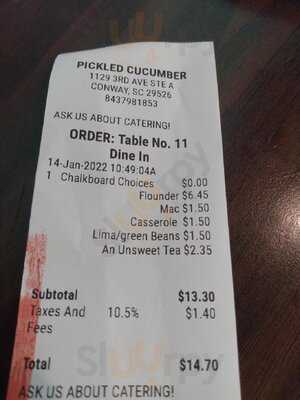 PICKLED CUCUMBER
1129 3RD AVE STE A
CONWAY, SC 29526
8437981853
ASK US ABOUT CATERING!
ORDER: Table No. 11
Dine In
14-Jan-2022 10:49:04A
1 Chalkboard Choices $0.00
Flounder $6.45
Mac $1.50
Casserole $1.50
Lima/green Beans $1.50
An Unsweet Tea $2.35
Subtotal $13.30
Taxes And 10.5% $1.40
Fees
Total $14.70
ASK US ABOUT CATERING!
Sluurpy